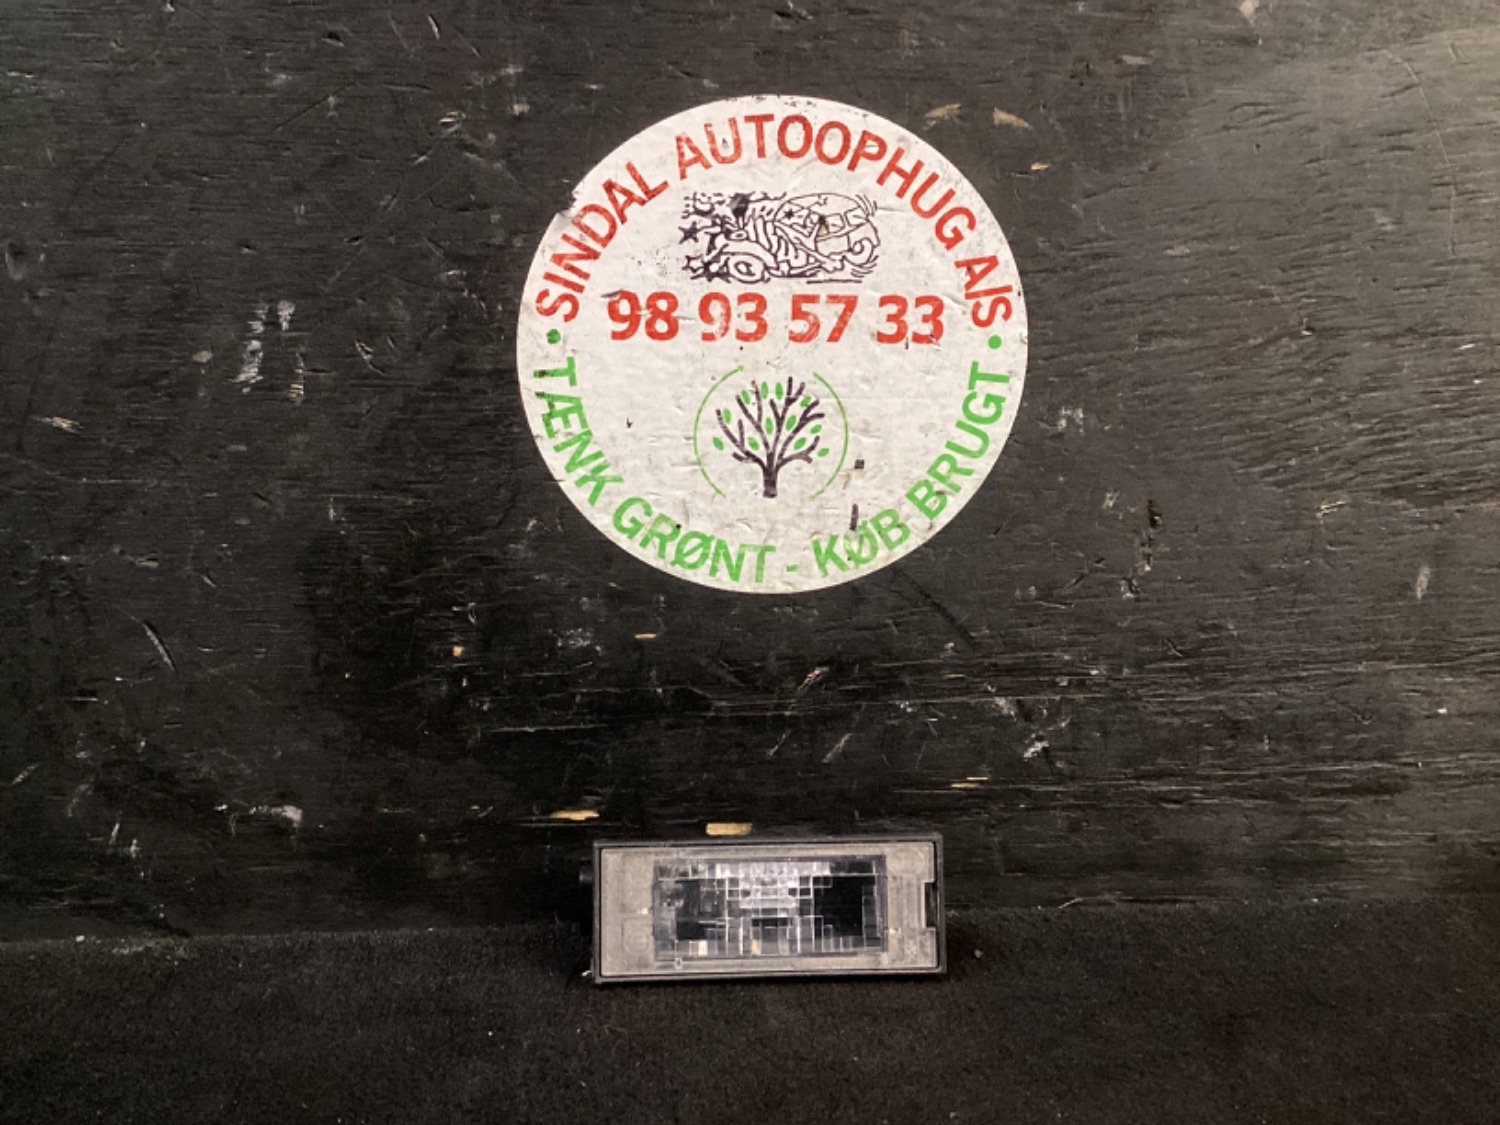 SINDAL AUTOOPHUG A/S
98 93 57 33
• TÆNK GRØNT - KØB BRUGT •